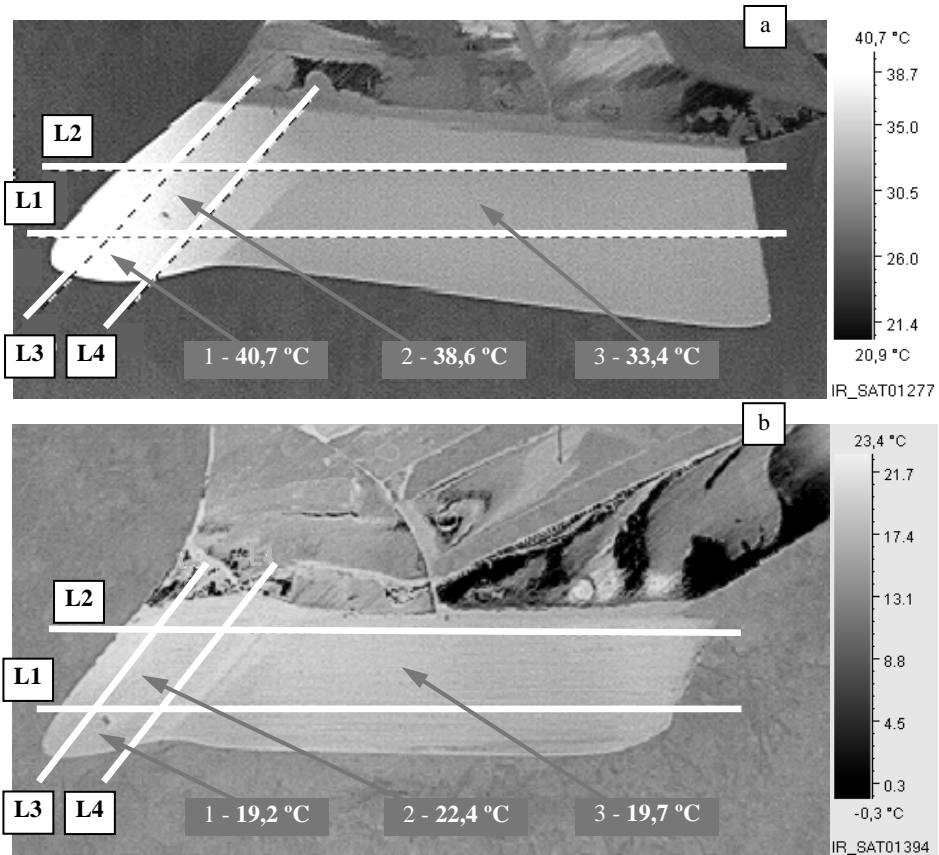 a
40,7 °C
38.7
35.0
30.5
26.0
21.4
20,9 °C
IR_SAT01277
L2
L1
L3 L4
1 - 40,7 ºC 2 - 38,6 ºC 3 - 33,4 ºC
b
23,4 °C
21.7
17.4
13.1
8.8
4.5
0.3
-0,3 °C
IR_SAT01394
L2
L1
L3 L4
1 - 19,2 ºC 2 - 22,4 ºC 3 - 19,7 ºC